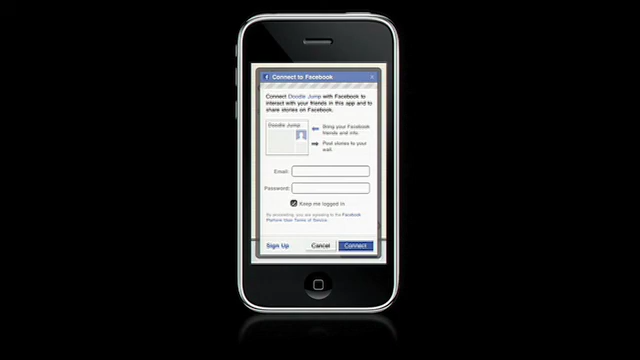 Connect to Facebook
Connect Doodle Jump with Facebook to
interact with your friends in this app and to
share stories on Facebook.
Doodle Jump
Bring your Facebook
friends and info.
Post stories to your
wall.
Email:
Password:
Keep me logged in
By proceeding, you are agreeing to the Facebook
Platform User Terms of Service.
Sign Up
Cancel
Connect